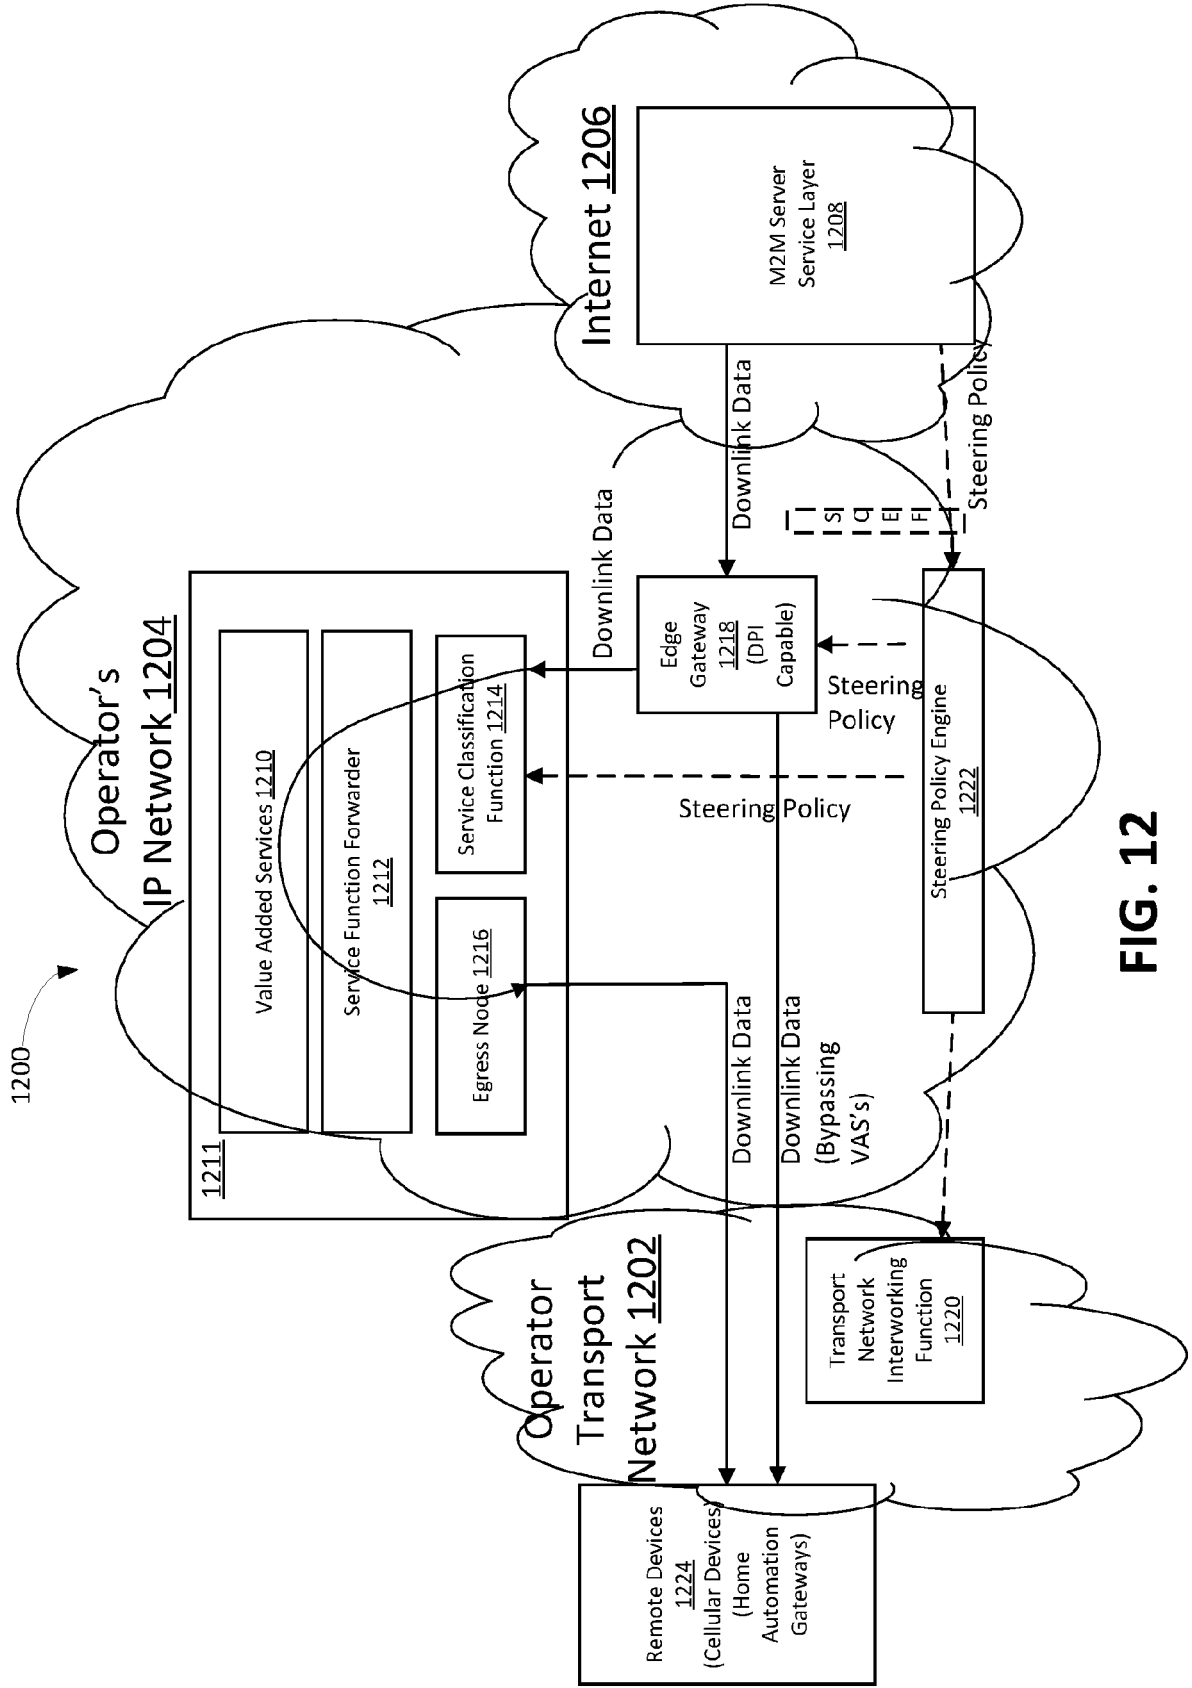 1200
Operator's
IP Network 1204
1211
Value Added Services 1210
Service Function Forwarder
1212
Egress Node 1216
Service Classification
Function 1214
Internet 1206
M2M Server
Service Layer
1208
Downlink Data
Downlink Data
Edge
Gateway
1218
(DPI
Capable)
Steering
Policy
Steering Policy
Steering Policy
S
C
E
F
Steering Policy Engine
1222
Downlink Data
Downlink Data
(Bypassing
VAS's)
Operator
Transport
Network 1202
Transport
Network
Interworking
Function
1220
Remote Devices
1224
(Cellular Devices)
(Home
Automation
Gateways)
FIG. 12